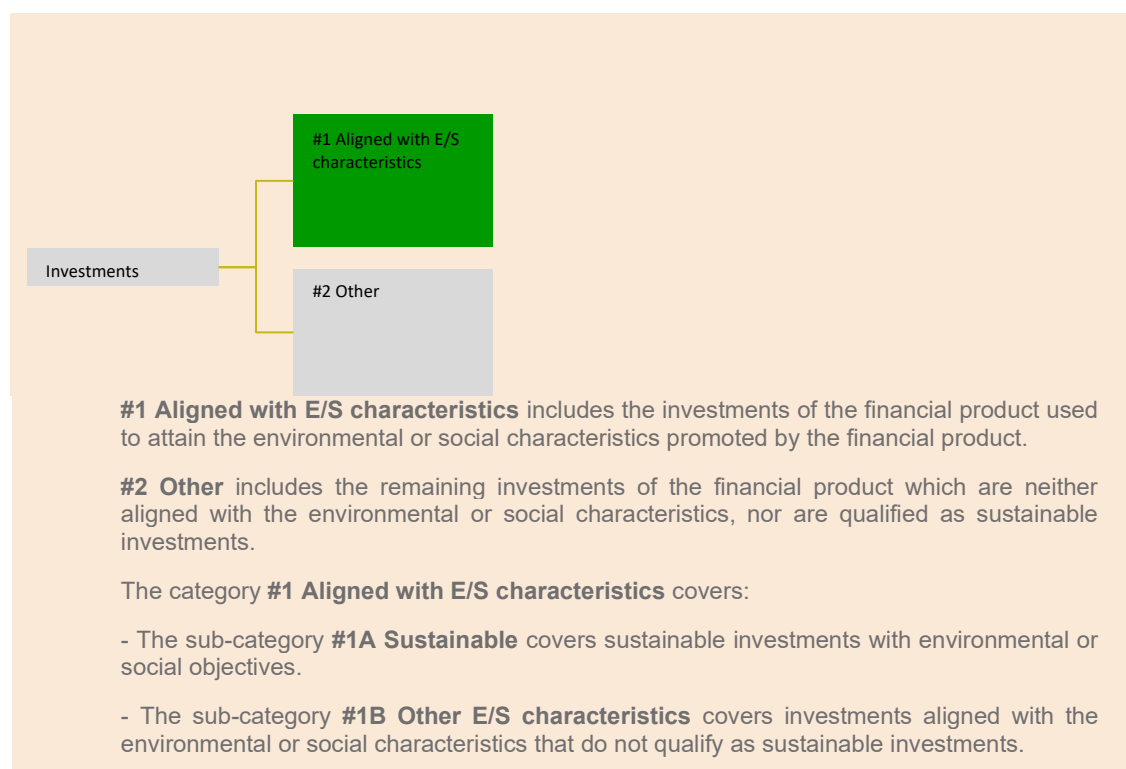 #1 Aligned with E/S
characteristics
Investments
#2 Other
#1 Aligned with E/S characteristics includes the investments of the financial product used
to attain the environmental or social characteristics promoted by the financial product.
#2 Other includes the remaining investments of the financial product which are neither
aligned with the environmental or social characteristics, nor are qualified as sustainable
investments.
The category #1 Aligned with E/S characteristics covers:
- The sub-category #1A Sustainable covers sustainable investments with environmental or
social objectives.
- The sub-category #1B Other E/S characteristics covers investments aligned with the
environmental or social characteristics that do not qualify as sustainable investments.